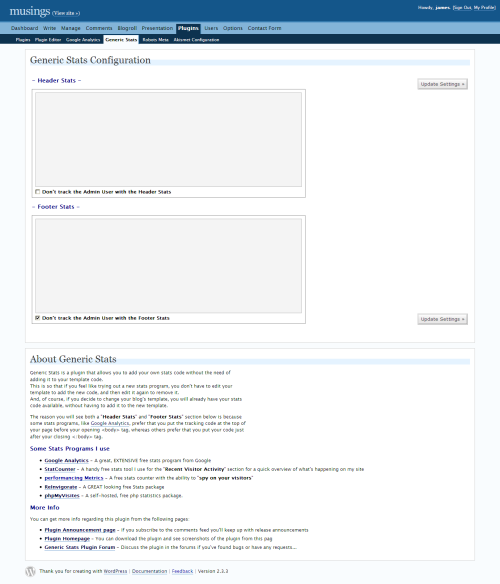 musings (View site »)
Howdy, james. [Sign Out, My Profile]
Dashboard Write Manage Comments Blogroll Presentation Plugins Users Options Contact Form
Plugins Plugin Editor Google Analytics Generic Stats Robots Meta Akismet Configuration
Generic Stats Configuration
~ Header Stats ~
Update Settings »
Don't track the Admin User with the Header Stats
~ Footer Stats ~
Don't track the Admin User with the Footer Stats
Update Settings »
About Generic Stats
Generic Stats is a plugin that allows you to add your own stats code without the need of
adding it to your template code.
This is so that if you feel like trying out a new stats program, you don't have to edit your
template to add the new code, and then edit it again to remove it.
And, of course, if you decide to change your blog's template, you will already have your stats
code available, without having to add it to the new template.
The reason you will see both a "Header Stats" and "Footer Stats" section below is because
some stats programs, like Google Analytics, prefer that you put the tracking code at the top of
your page before your opening <body> tag, whereas others prefer that you put your code just
after your closing </body> tag.
Some Stats Programs I use
Google Analytics – A great, EXTENSIVE free stats program from Google
StatCounter – A handy free stats tool I use for the "Recent Visitor Activity" section for a quick overview of what's happening on my site
performancing Metrics – A free stats counter with the ability to "spy on your visitors"
ReInvigorate – A GREAT looking free Stats package
phpMyVisites – A self-hosted, free php statistics package.
More Info
You can get more info regarding this plugin from the following pages:
Plugin Announcement page – if you subscribe to the comments feed you'll keep up with release announcements
Plugin Homepage – You can download the plugin and see screenshots of the plugin from this pag
Generic Stats Plugin Forum – Discuss the plugin in the forums if you've found bugs or have any requests...
Thank you for creating with WordPress | Documentation | Feedback | Version 2.3.3